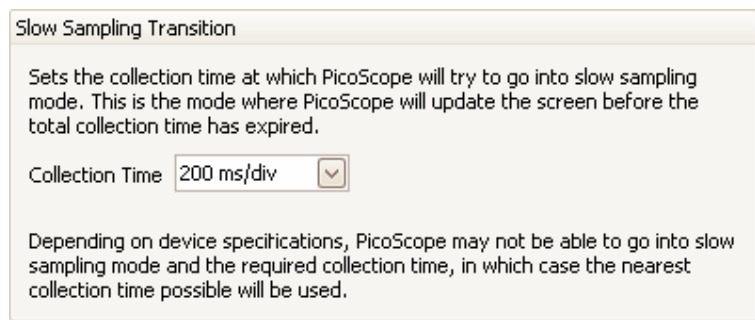 Slow Sampling Transition
Sets the collection time at which PicoScope will try to go into slow sampling
mode. This is the mode where PicoScope will update the screen before the
total collection time has expired.
Collection Time 200 ms/div
Depending on device specifications, PicoScope may not be able to go into slow
sampling mode and the required collection time, in which case the nearest
collection time possible will be used.